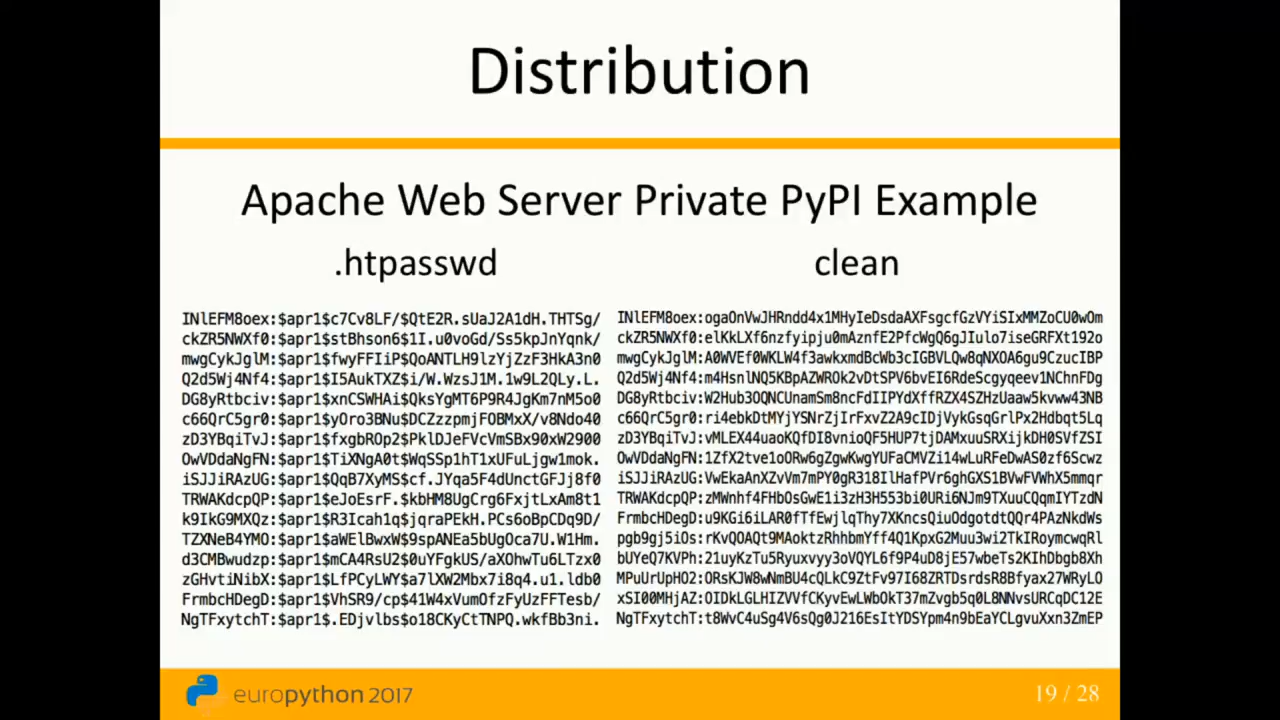 Distribution
Apache Web Server Private PyPI Example
.htpasswd
INlEFM8oex:$apr1$c7Cv8LF/$QtE2R.sUaJ2A1dH.THTSg/
ckZR5NWXf0:$apr1$stBhson6$1I.u0voGd/Ss5kpJnYqnk/
mwgCykJglM:$apr1$fwyFFIiP$QoANTLH9lzYjZzF3HkA3n0
Q2d5Wj4Nf4:$apr1$I5AukTXZ$i/W.WzsJ1M.1w9L2QLy.L.
DG8yRtbciv:$apr1$xnCSWHAi$QksYgMT6P9R4JgKm7nM5o0
c66QrC5gr0:$apr1$yOro3BNu$DCZzzpmjFOBMxX/v8Ndo40
zD3YBqiTvJ:$apr1$fxgbROp2$PklDJeFVcVmSBx90xW2900
OwVDdaNgFN:$apr1$TiXNgA0t$WqSSp1hT1xUFuLjgw1mok.
iSJJiRAzUG:$apr1$QqB7XyMS$cf.JYqa5F4dUnctGFJj8f0
TRWAKdcpQP:$apr1$eJoEsrF.$kbHM8UgCrg6FxjtLxAm8t1
k9IkG9MXQz:$apr1$R3Icah1q$jqraPEkH.PCs6oBpCDq9D/
TZXNeB4YMO:$apr1$aWElBwxW$9spANEa5bUgOca7U.W1Hm.
d3CMBwudzp:$apr1$mCA4RsU2$0uYFgkUS/aXOhwTu6LTzx0
zGHvtiNibX:$apr1$LfPCyLWY$a7lXW2Mbx7i8q4.u1.ldb0
FrmbcHDegD:$apr1$VhSR9/cp$41W4xVumOfzFyUzFFTesb/
NgTFxytchT:$apr1$.EDjvlbs$o18CKyCtTNPQ.wkfBb3ni.
clean
INlEFM8oex:ogaOnVwJHRndd4x1MHyIeDsdaAXFsgcfGzVYiSIxMMZoCU0wOm
ckZR5NWXf0:elKkLXf6nzfyipju0mAznfE2PfcWgQ6gJIulo7iseGRFXt192o
mwgCykJglM:A0WVEf0WKLW4f3awkxmdBcWb3cIGBVLQw8qNXOA6gu9CzucIBP
Q2d5Wj4Nf4:m4HsnlNQ5KBpAZWROk2vDtSPV6bvEI6RdeScgyqeev1NChnFDg
DG8yRtbciv:W2Hub3OQNCUnamSm8ncFdIIPYdXffRZX4SZHzUaaw5kvww43NB
c66QrC5gr0:ri4ebkDtMYjYSNrZjIrFxvZ2A9cIDjVykGsqGrlPx2Hdbqt5Lq
zD3YBqiTvJ:vMLEX44uaoKQfDI8vnioQF5HUP7tjDAMxuuSRXijkDH0SVfZSI
OwVDdaNgFN:1ZfX2tve1oORw6gZgwKwgYUFaCMVZi14wLuRFeDwAS0zf6Scwz
iSJJiRAzUG:VwEkaAnXZvVm7mPY0gR318IlHafPVr6ghGXS1BVwFVWhX5mmqr
TRWAKdcpQP:zMWnhf4FHbOsGwE1i3zH3H553bi0URi6NJm9TXuuCQqmIYTzdN
FrmbcHDegD:u9KGi6iLAR0fTfEwjlqThy7XKncsQiuOdgotdtQQr4PAzNkdWs
pgb9gj5iOs:rKvQOAQt9MAoktzRhhbmYff4Q1KpxG2Muu3wi2TkIRoymcwqRl
bUYeQ7KVPh:21uyKzTu5Ryuxvyy3oVQYL6f9P4uD8jE57wbeTs2KIhDbgb8Xh
MPuUrUpHO2:ORsKJW8wNmBU4cQLkC9ZtFv97I68ZRTDsrdsR8Bfyax27WRyLO
xSI00MHjAZ:OIDkLGLHIZVVfCKyvEwLWbOkT37mZvgb5q0L8NNvsURCqDC12E
NgTFxytchT:t8WvC4uSg4V6sQg0J216EsItYDSYpm4n9bEaYCLgvuXxn3ZmEP
europython 2017
19 / 28